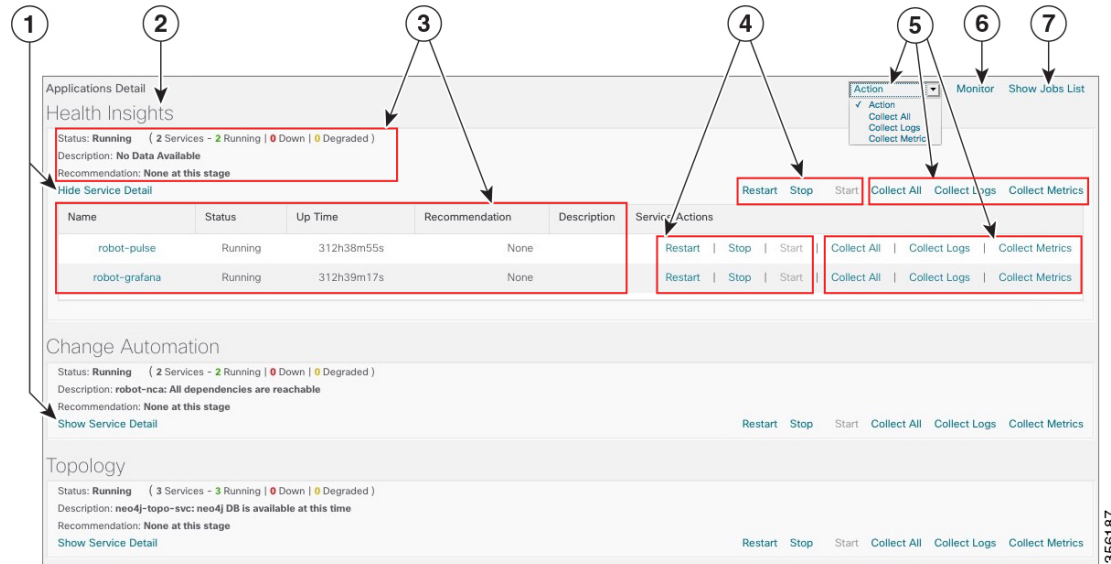 1 2 3 4 5 6 7
Applications Detail Action Monitor Show Jobs List
✓ Action
Collect All
Collect Logs
Collect Metric
Health Insights
Status: Running ( 2 Services - 2 Running | 0 Down | 0 Degraded )
Description: No Data Available
Recommendation: None at this stage
Hide Service Detail Restart Stop Start Collect All Collect Logs Collect Metrics
Name Status Up Time Recommendation Description Service Actions
robot-pulse Running 312h38m55s None Restart | Stop | Start | Collect All | Collect Logs | Collect Metrics
robot-grafana Running 312h39m17s None Restart | Stop | Start | Collect All | Collect Logs | Collect Metrics
Change Automation
Status: Running ( 2 Services - 2 Running | 0 Down | 0 Degraded )
Description: robot-nca: All dependencies are reachable
Recommendation: None at this stage
Show Service Detail Restart Stop Start Collect All Collect Logs Collect Metrics
Topology
Status: Running ( 3 Services - 3 Running | 0 Down | 0 Degraded )
Description: neo4j-topo-svc: neo4j DB is available at this time
Recommendation: None at this stage
Show Service Detail Restart Stop Start Collect All Collect Logs Collect Metrics
356187